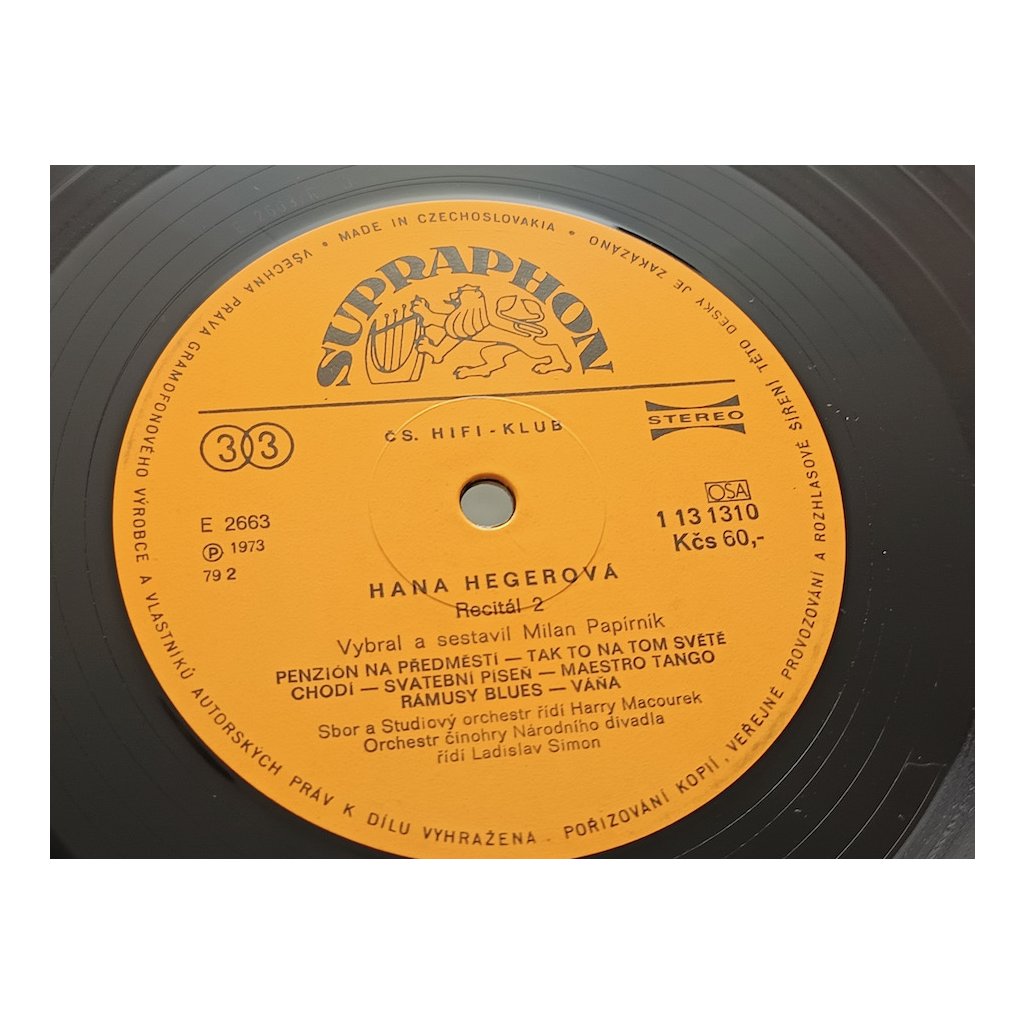 VŠECHNA PRÁVA GRAMOFONOVÉHO VÝROBCE A VLASTNÍKŮ AUTORSKÝCH PRÁV K DÍLU VYHRAŽENA. POŘIZOVÁNÍ KOPIÍ, VEŘEJNÉ PROVOZOVÁNÍ A ROZHLASOVÉ ŠÍŘENÍ TÉTO DESKY JE ZAKÁZÁNO
• MADE IN CZECHOSLOVAKIA •
SUPRAPHON
33
ČS. HIFI - KLUB
STEREO
OSA
E 2663
1 13 1310
Ⓟ 1973
Kčs 60,-
79 2
HANA HEGEROVÁ
Recitál 2
Vybral a sestavil Milan Papírník
PENZIÓN NA PŘEDMĚSTÍ — TAK TO NA TOM SVĚTĚ
CHODÍ — SVATEBNÍ PÍSEŇ — MAESTRO TANGO
RÁMUSY BLUES — VÁŇA
Sbor a Studiový orchestr řídí Harry Macourek
Orchestr činohry Národního divadla
řídí Ladislav Simon